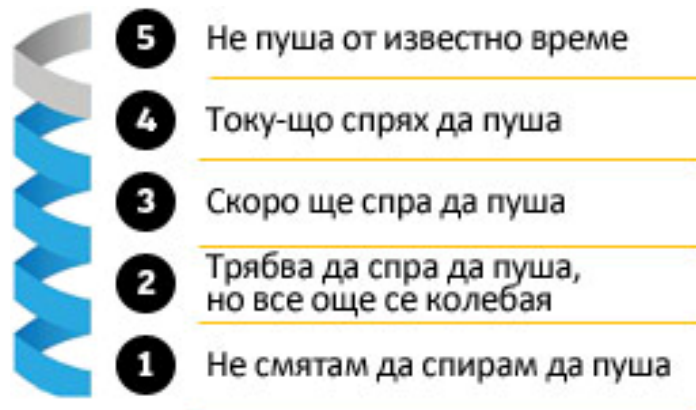 5 Не пуша от известно време
4 Току-що спрях да пуша
3 Скоро ще спра да пуша
2 Трябва да спра да пуша,
но все още се колебая
1 Не смятам да спирам да пуша